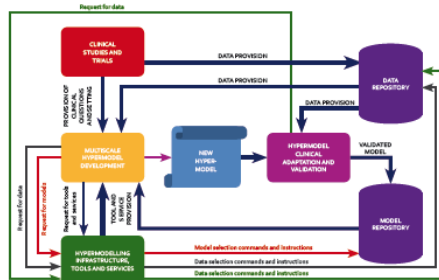 Request for data
CLINICAL
STUDIES AND
TRIALS
DATA PROVISION
DATA PROVISION
DATA
REPOSITORY
PROVISION OF
CLINICAL
QUESTIONS
AND SETTING
DATA PROVISION
MULTISCALE
HYPERMODEL
DEVELOPMENT
NEW
HYPER-
MODEL
HYPERMODEL
CLINICAL
ADAPTATION AND
VALIDATION
VALIDATED
MODEL
Request for data
Request for models
Request for tools
and services
TOOL AND
SERVICE
PROVISION
MODEL
REPOSITORY
HYPERMODELLING
INFRASTRUCTURE,
TOOLS AND SERVICES
Model selection commands and instructions
Data selection commands and instructions
Data selection commands and instructions